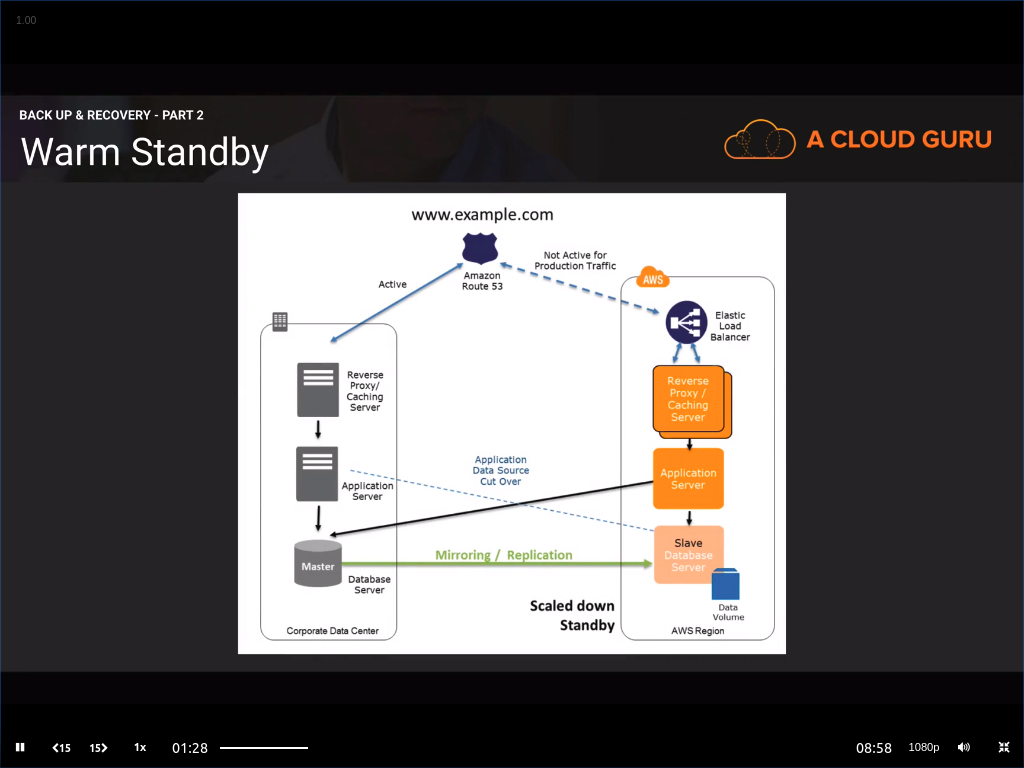 1.00
BACK UP & RECOVERY - PART 2
Warm Standby
A CLOUD GURU
www.example.com
Amazon
Route 53
Not Active for
Production Traffic
Active
AWS
Elastic
Load
Balancer
Reverse
Proxy/
Caching
Server
Reverse
Proxy /
Caching
Server
Application
Server
Application
Data Source
Cut Over
Application
Server
Master
Database
Server
Mirroring / Replication
Slave
Database
Server
Data
Volume
Scaled down
Standby
Corporate Data Center
AWS Region
15
15
1x
01:28
08:58
1080p